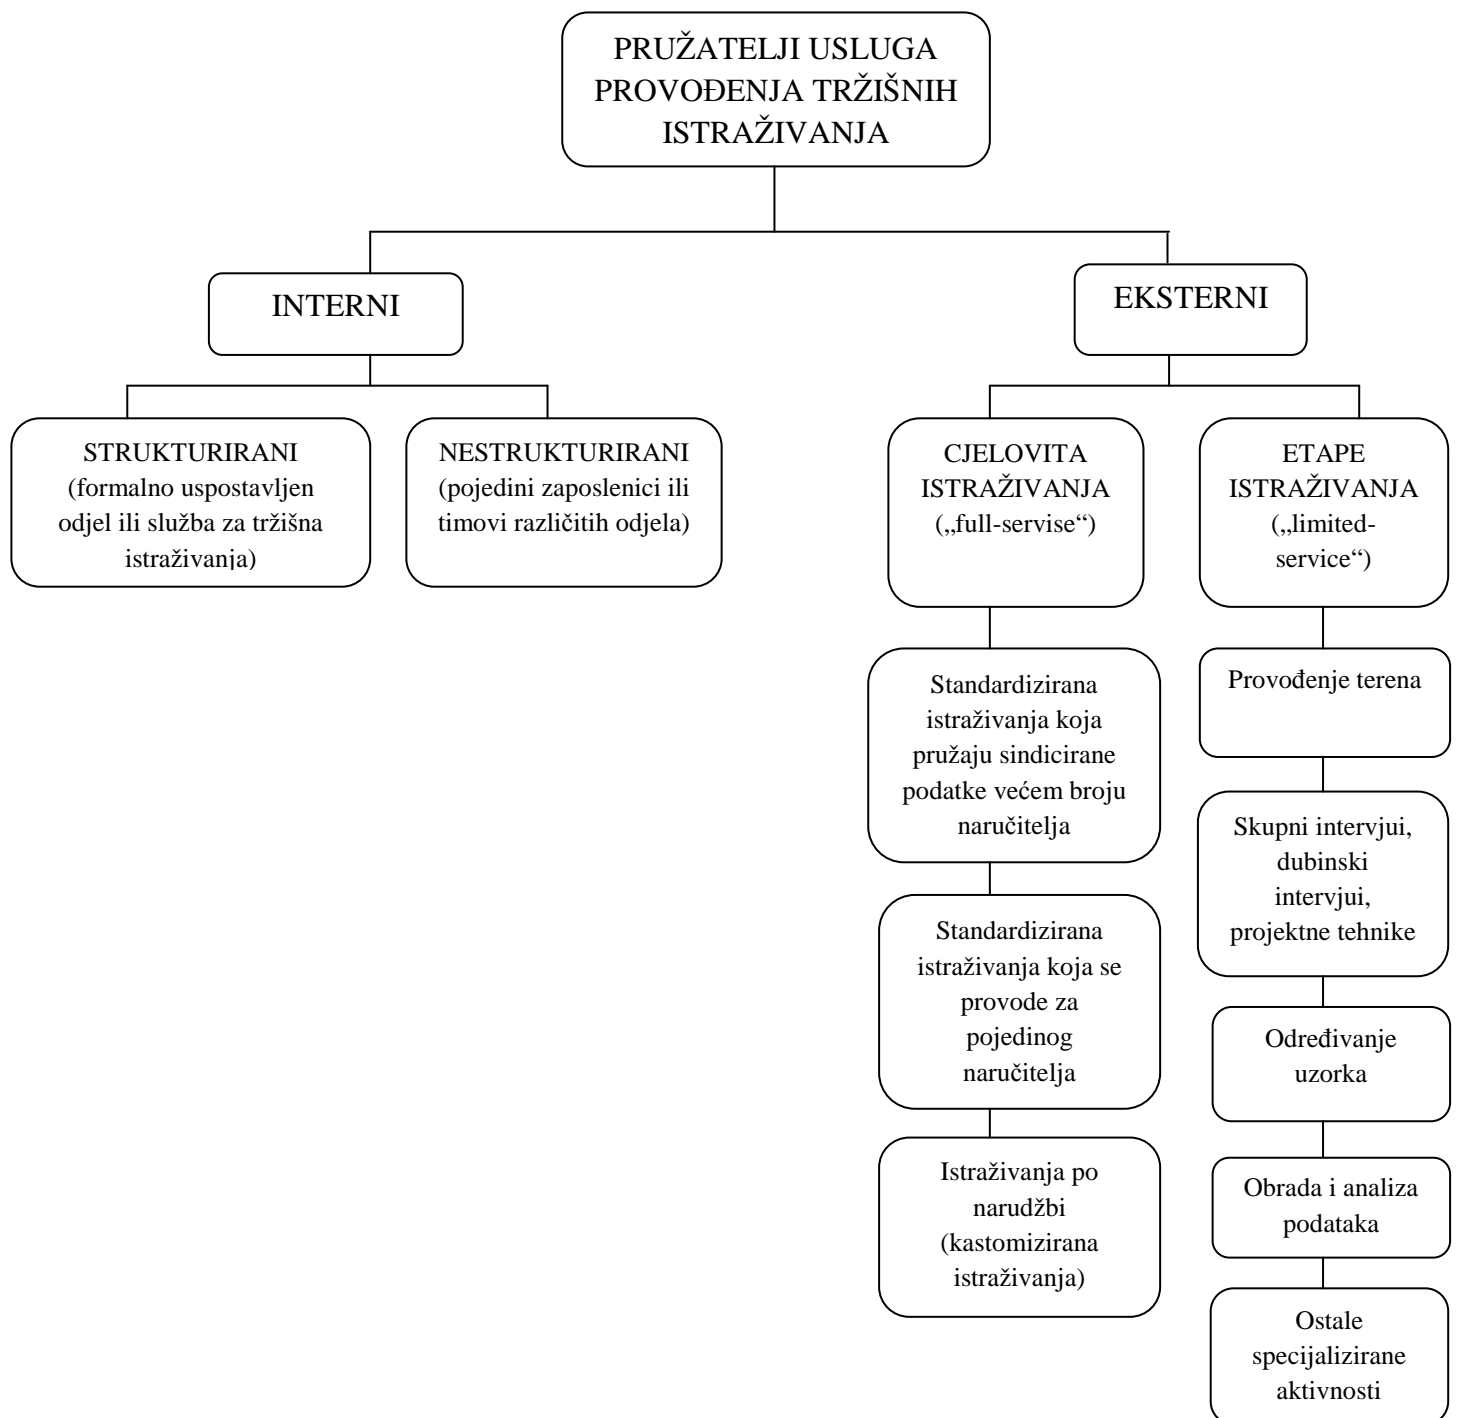 PRUŽATELJI USLUGA
PROVOĐENJA TRŽIŠNIH
ISTRAŽIVANJA
INTERNI
EKSTERNI
STRUKTURIRANI
(formalno uspostavljen
odjel ili služba za tržišna
istraživanja)
NESTRUKTURIRANI
(pojedini zaposlenici ili
timovi različitih odjela)
CJELOVITA
ISTRAŽIVANJA
(„full-servise“)
ETAPE
ISTRAŽIVANJA
(„limited-
service“)
Standardizirana
istraživanja koja
pružaju sindicirane
podatke većem broju
naručitelja
Standardizirana
istraživanja koja se
provode za
pojedinog
naručitelja
Istraživanja po
narudžbi
(kastomizirana
istraživanja)
Provođenje terena
Skupni intervjui,
dubinski
intervjui,
projektne tehnike
Određivanje
uzorka
Obrada i analiza
podataka
Ostale
specijalizirane
aktivnosti